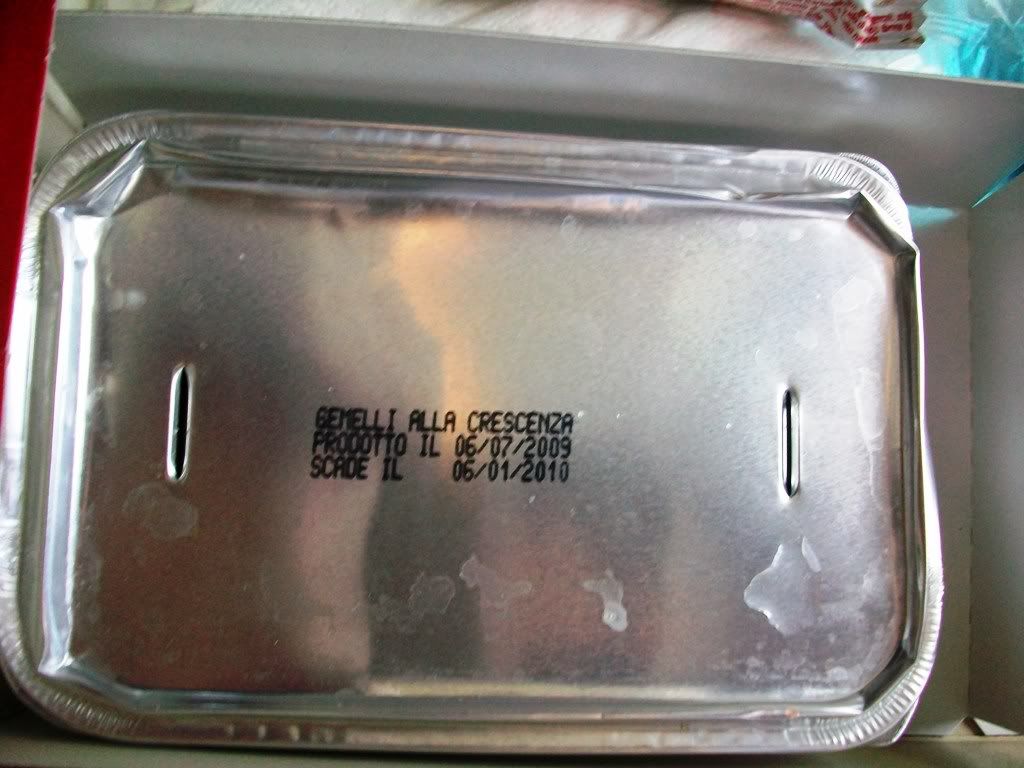 GEMELLI ALLA CRESCENZA
PRODOTTO IL 06/07/2009
SCADE IL 06/01/2010